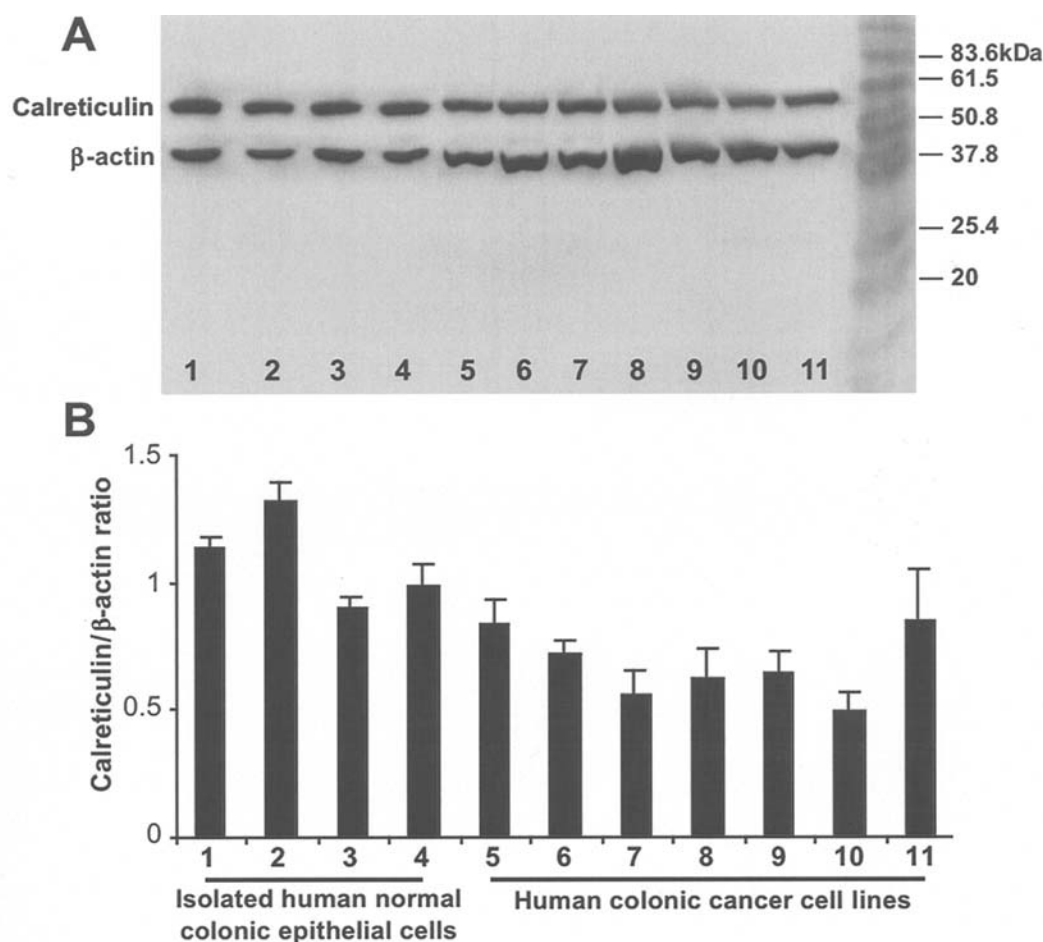 A
Calreticulin
β-actin
83.6kDa
61.5
50.8
37.8
25.4
20
1 2 3 4 5 6 7 8 9 10 11
B
Calreticulin/β-actin ratio
1.5
1
0.5
0
1 2 3 4 5 6 7 8 9 10 11
Isolated human normal
colonic epithelial cells
Human colonic cancer cell lines